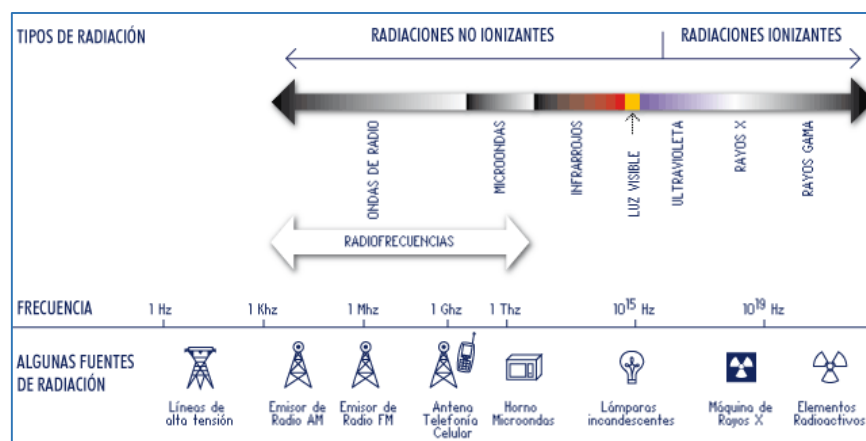 TIPOS DE RADIACIÓN
RADIACIONES NO IONIZANTES
RADIACIONES IONIZANTES
ONDAS DE RADIO
MICROONDAS
INFRARROJOS
LUZ VISIBLE
ULTRAVIOLETA
RAYOS X
RAYOS GAMA
RADIOFRECUENCIAS
FRECUENCIA
1 Hz
1 Khz
1 Mhz
1 Ghz
1 Thz
10¹⁵ Hz
10¹⁹ Hz
ALGUNAS FUENTES
DE RADIACIÓN
Líneas de
alta tensión
Emisor de
Radio AM
Emisor de
Radio FM
Antena
Telefonía
Celular
Horno
Microondas
Lámparas
incandescentes
Máquina de
Rayos X
Elementos
Radioactivos